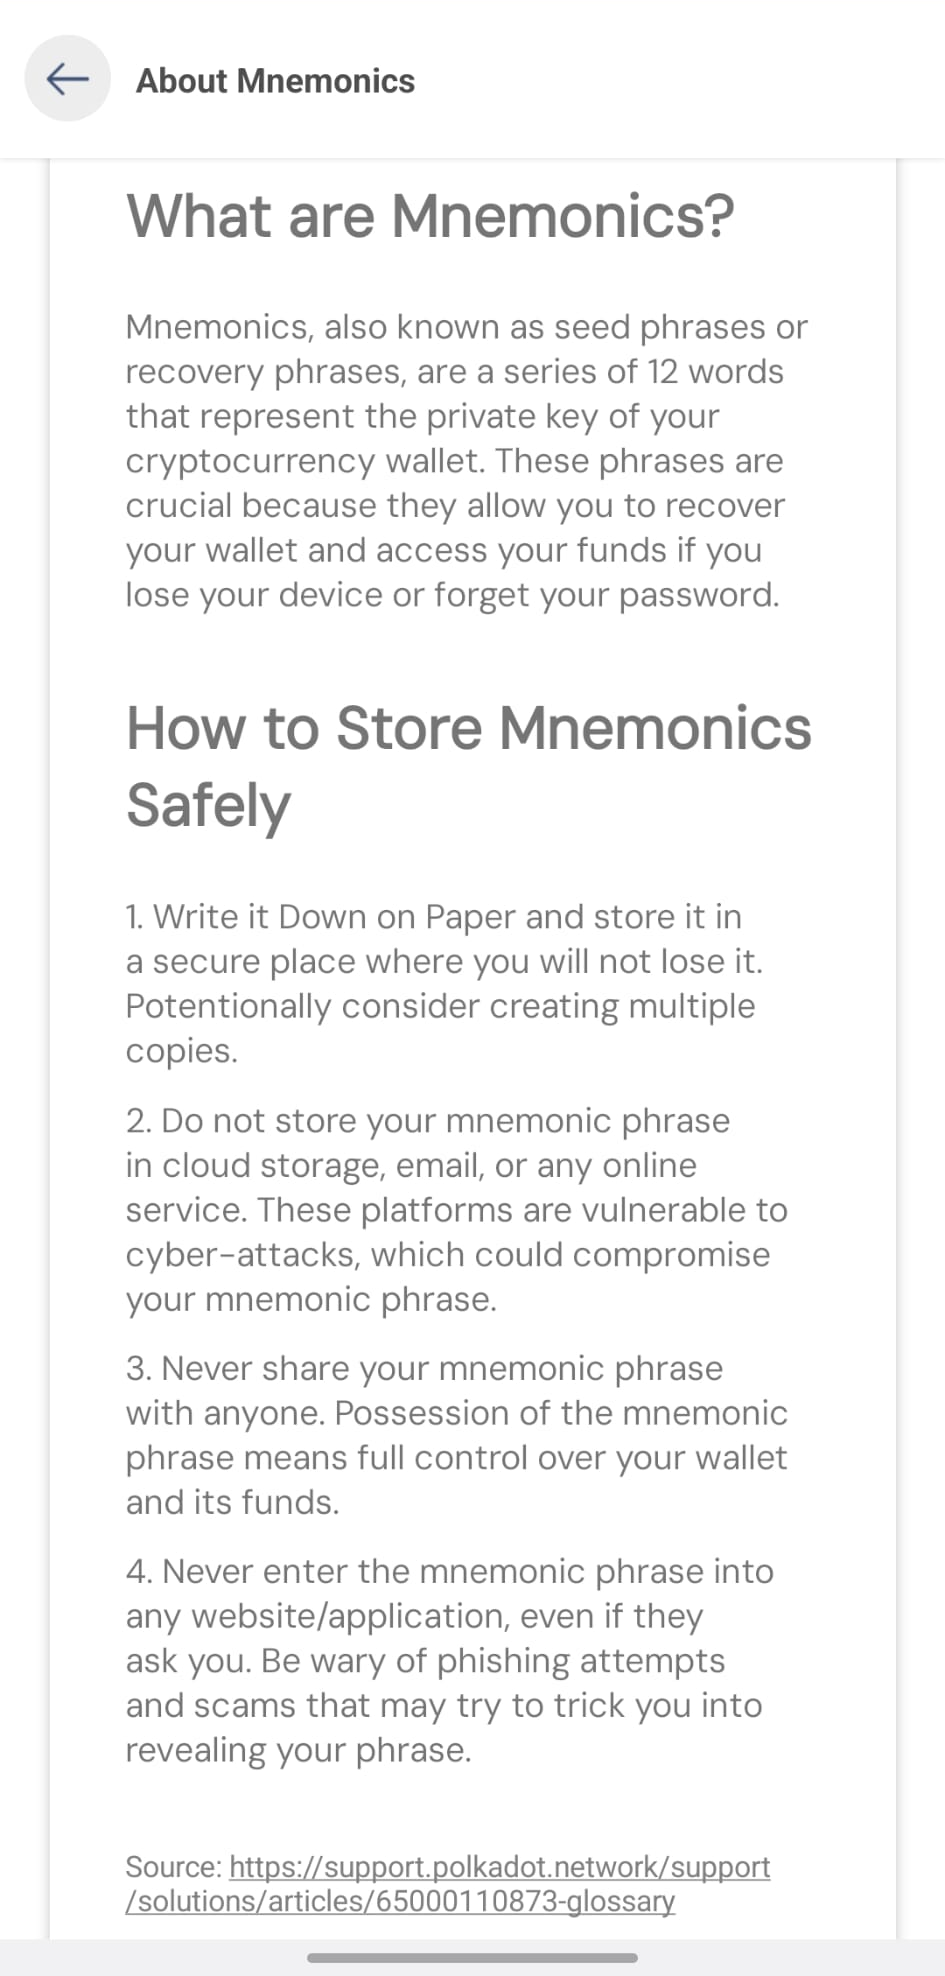 About Mnemonics
What are Mnemonics?
Mnemonics, also known as seed phrases or
recovery phrases, are a series of 12 words
that represent the private key of your
cryptocurrency wallet. These phrases are
crucial because they allow you to recover
your wallet and access your funds if you
lose your device or forget your password.
How to Store Mnemonics
Safely
1. Write it Down on Paper and store it in
a secure place where you will not lose it.
Potentially consider creating multiple
copies.
2. Do not store your mnemonic phrase
in cloud storage, email, or any online
service. These platforms are vulnerable to
cyber-attacks, which could compromise
your mnemonic phrase.
3. Never share your mnemonic phrase
with anyone. Possession of the mnemonic
phrase means full control over your wallet
and its funds.
4. Never enter the mnemonic phrase into
any website/application, even if they
ask you. Be wary of phishing attempts
and scams that may try to trick you into
revealing your phrase.
Source: https://support.polkadot.network/support
/solutions/articles/65000110873-glossary